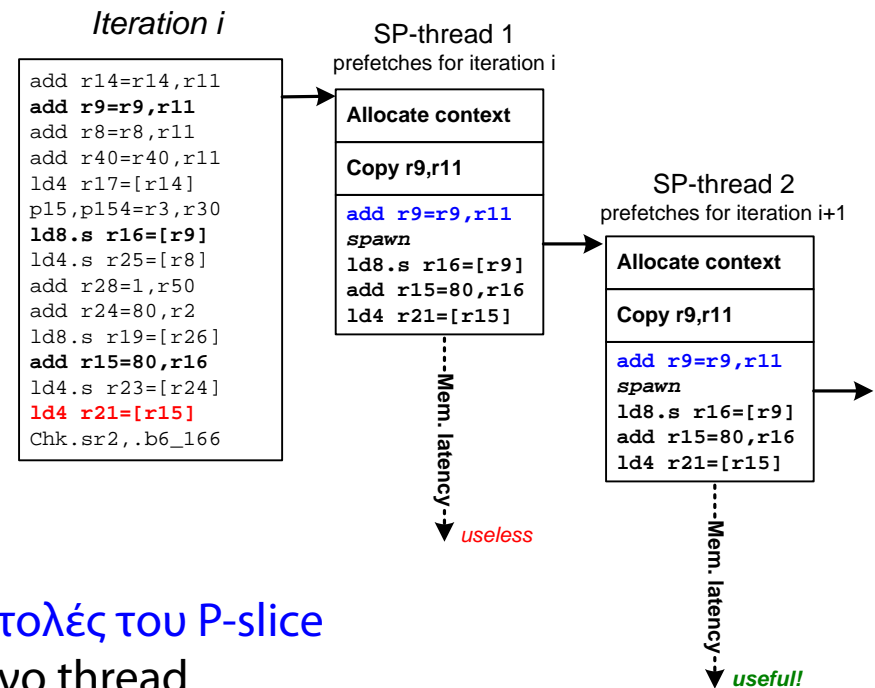 Iteration i
add r14=r14,r11
add r9=r9,r11
add r8=r8,r11
add r40=r40,r11
ld4 r17=[r14]
p15,p154=r3,r30
ld8.s r16=[r9]
ld4.s r25=[r8]
add r28=1,r50
add r24=80,r2
ld8.s r19=[r26]
add r15=80,r16
ld4.s r23=[r24]
ld4 r21=[r15]
Chk.sr2,.b6_166
SP-thread 1
prefetches for iteration i
Allocate context
Copy r9,r11
add r9=r9,r11
spawn
ld8.s r16=[r9]
add r15=80,r16
ld4 r21=[r15]
Mem. latency
useless
SP-thread 2
prefetches for iteration i+1
Allocate context
Copy r9,r11
add r9=r9,r11
spawn
ld8.s r16=[r9]
add r15=80,r16
ld4 r21=[r15]
Mem. latency
useful!
τολές του P-slice
νο thread